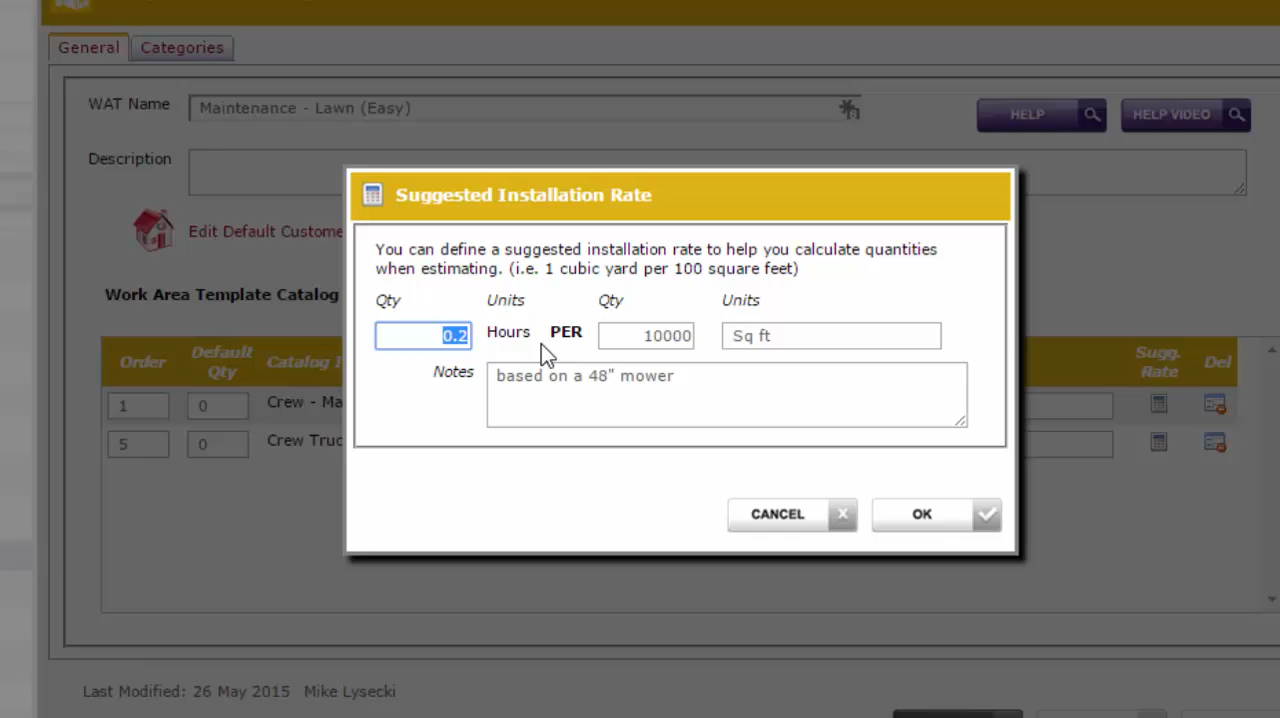 General Categories
WAT Name Maintenance - Lawn (Easy) HELP HELP VIDEO
Description
Suggested Installation Rate
Edit Default Custome
You can define a suggested installation rate to help you calculate quantities
when estimating. (i.e. 1 cubic yard per 100 square feet)
Work Area Template Catalog
Qty Units Qty Units
0.2 Hours PER 10000 Sq ft
Order Default Qty Catalog I Sugg. Rate Del
Notes based on a 48" mower
1 0 Crew - Ma
5 0 Crew Truc
CANCEL OK
Last Modified: 26 May 2015 Mike Lysecki